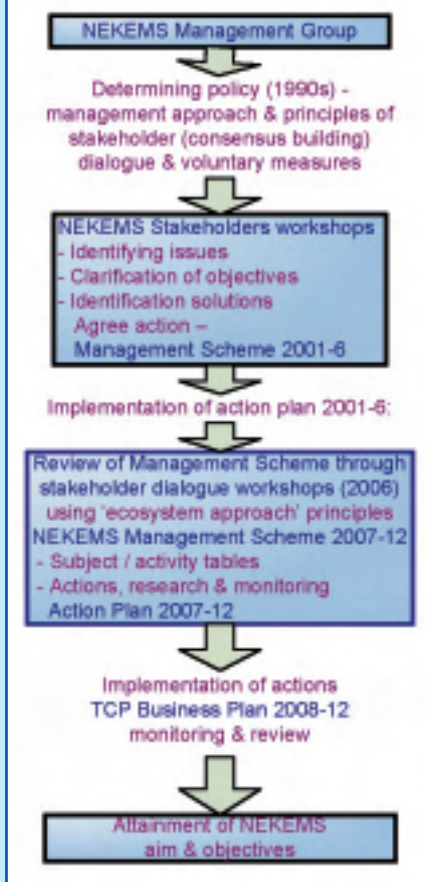 NEKEMS Management Group
Determining policy (1990s) -
management approach & principles of
stakeholder (consensus building)
dialogue & voluntary measures
NEKEMS Stakeholders workshops
- Identifying issues
- Clarification of objectives
- Identification solutions
Agree action –
Management Scheme 2001-6
Implementation of action plan 2001-6:
Review of Management Scheme through
stakeholder dialogue workshops (2006)
using ‘ecosystem approach’ principles
NEKEMS Management Scheme 2007-12
- Subject / activity tables
- Actions, research & monitoring
Action Plan 2007-12
Implementation of actions
TCP Business Plan 2008-12
monitoring & review
Attainment of NEKEMS
aim & objectives